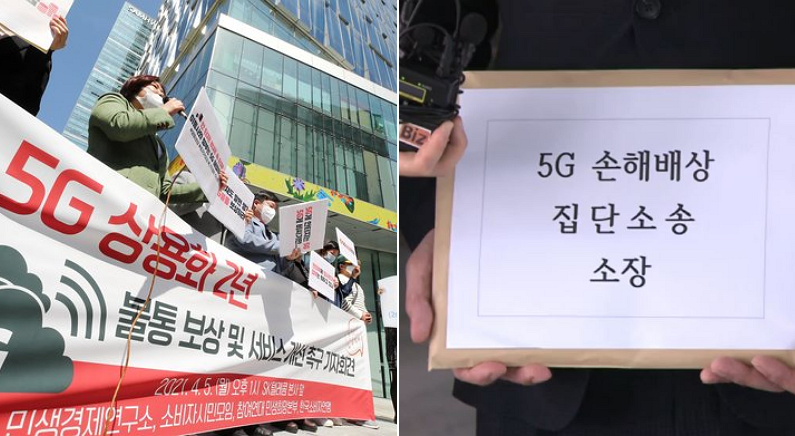 5G 상용화 2년
불통 보상 및 서비스 개선 촉구 기자회견
2021. 4. 5. (월) 오후 1시 SK텔레콤 본사 앞
민생경제연구소, 소비자시민모임, 참여연대 민생희망본부, 한국소비자연맹
Biz
5G 손해배상
집단소송
소장